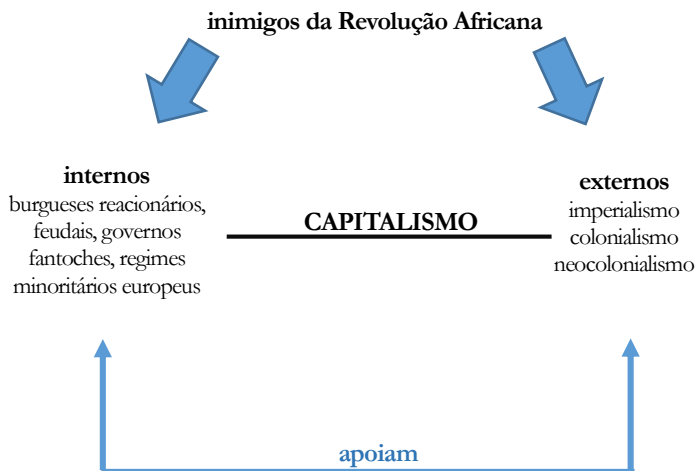 inimigos da Revolução Africana
internos
burgueses reacionários,
feudais, governos
fantoches, regimes
minoritários europeus
CAPITALISMO
externos
imperialismo
colonialismo
neocolonialismo
apoiam